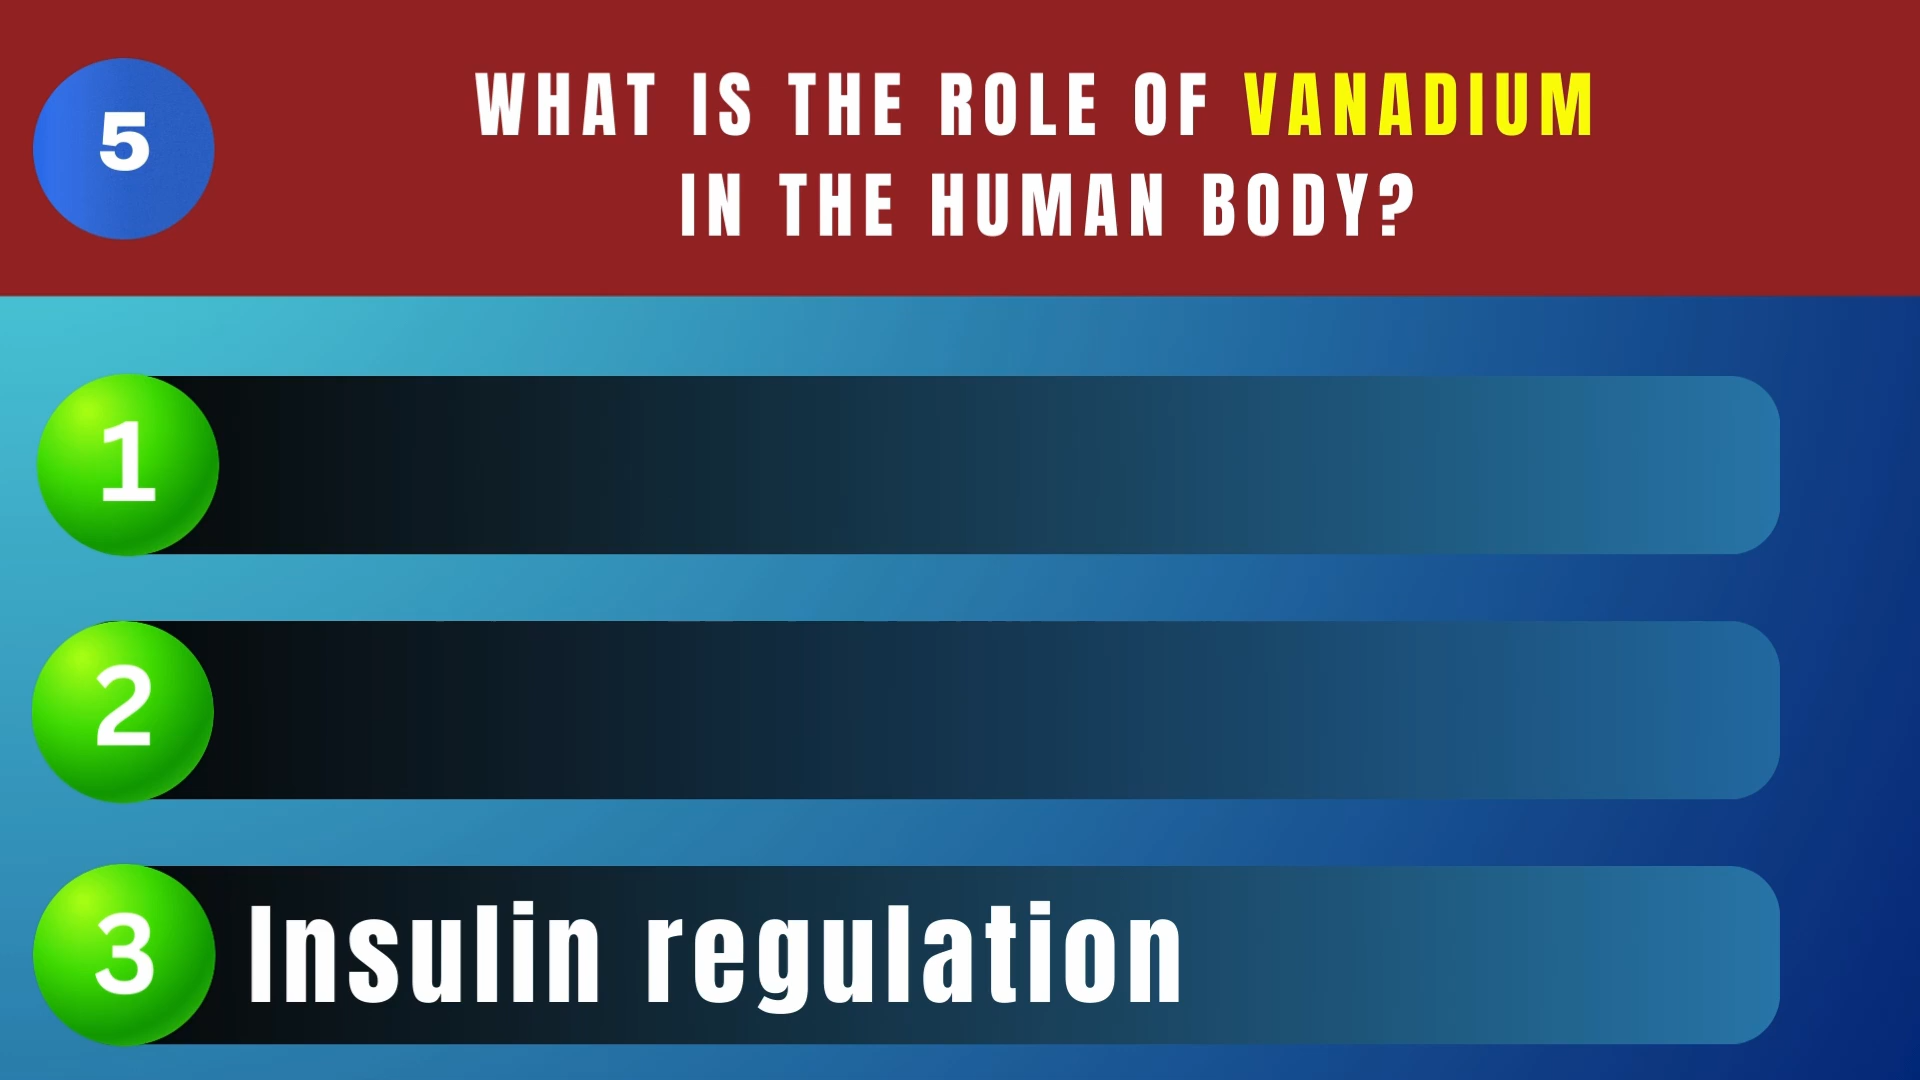 5
WHAT IS THE ROLE OF VANADIUM
IN THE HUMAN BODY?
1
2
3
Insulin regulation